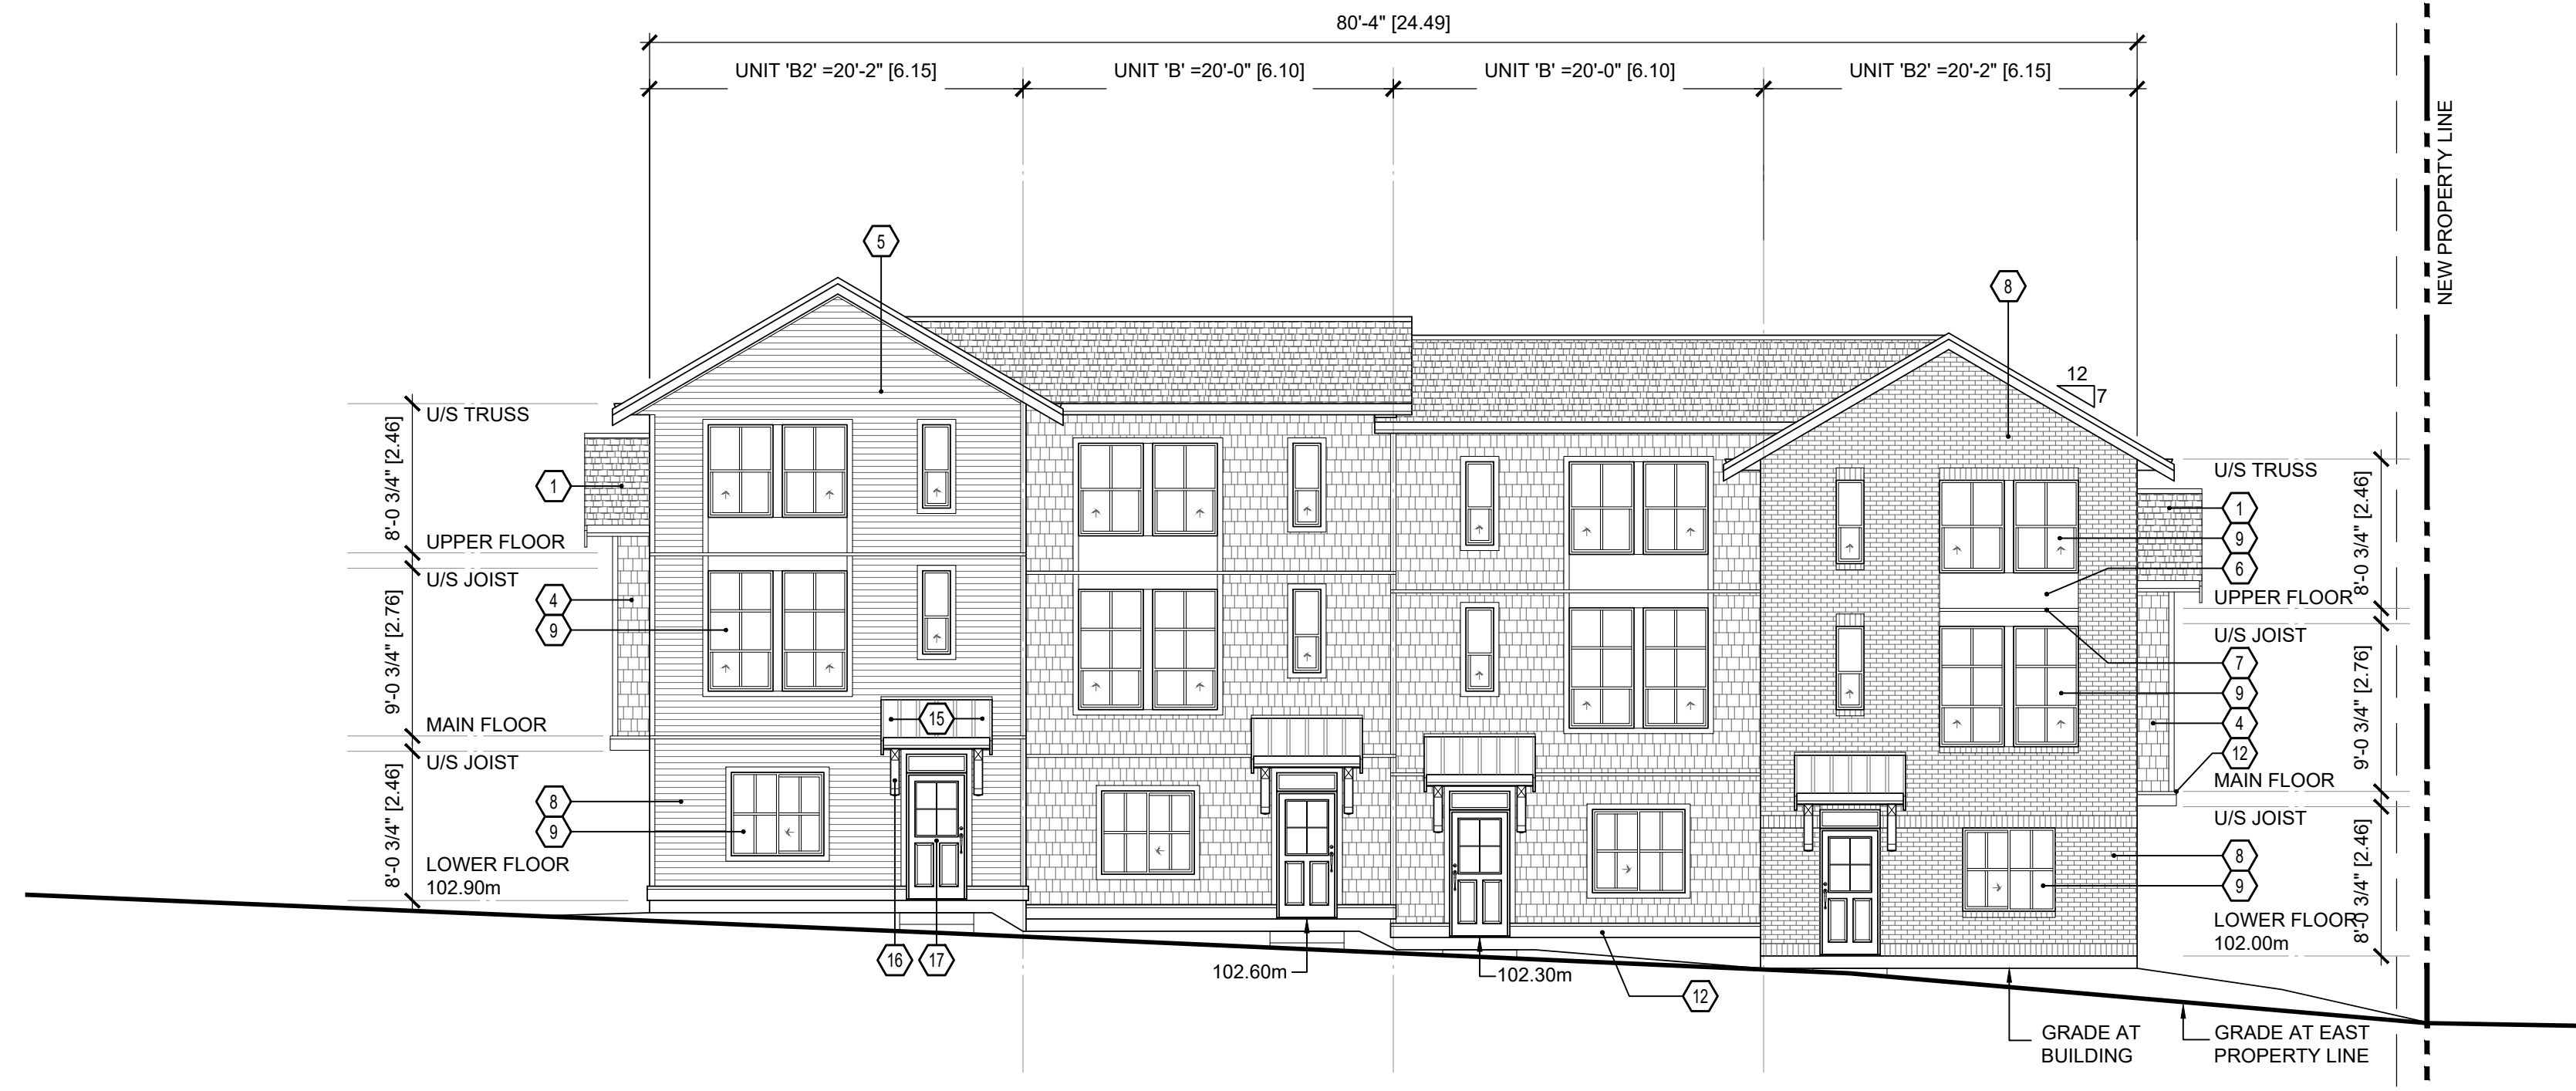 80'-4" [24.49]
UNIT 'B2' =20'-2" [6.15]
UNIT 'B' =20'-0" [6.10]
UNIT 'B' =20'-0" [6.10]
UNIT 'B2' =20'-2" [6.15]
NEW PROPERTY LINE
5
8
12
7
U/S TRUSS
8'-0 3/4" [2.46]
1
UPPER FLOOR
U/S JOIST
4
9
9'-0 3/4" [2.76]
MAIN FLOOR
U/S JOIST
8
9
8'-0 3/4" [2.46]
LOWER FLOOR
102.90m
15
16
17
102.60m
102.30m
12
U/S TRUSS
8'-0 3/4" [2.46]
1
9
6
UPPER FLOOR
U/S JOIST
7
9
4
12
9'-0 3/4" [2.76]
MAIN FLOOR
U/S JOIST
8
9
8'-0 3/4" [2.46]
LOWER FLOOR
102.00m
GRADE AT
BUILDING
GRADE AT EAST
PROPERTY LINE